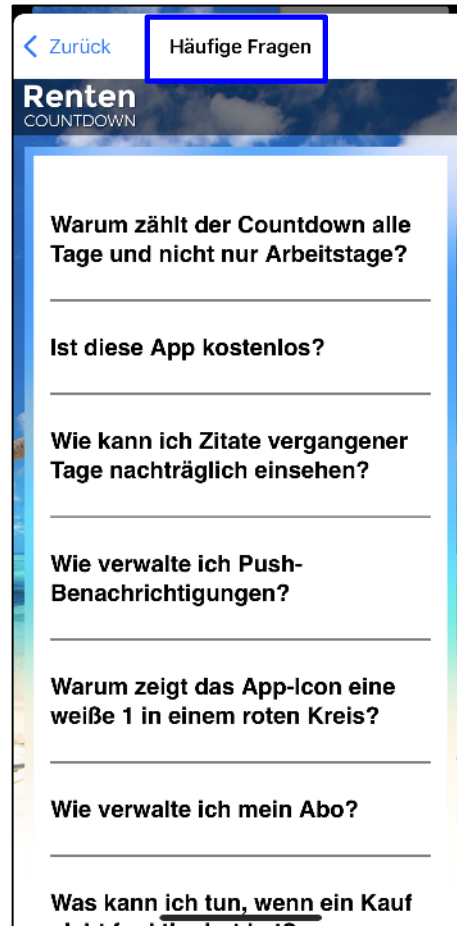 Zurück
Häufige Fragen
Renten
COUNTDOWN
Warum zählt der Countdown alle
Tage und nicht nur Arbeitstage?
Ist diese App kostenlos?
Wie kann ich Zitate vergangener
Tage nachträglich einsehen?
Wie verwalte ich Push-
Benachrichtigungen?
Warum zeigt das App-Icon eine
weiße 1 in einem roten Kreis?
Wie verwalte ich mein Abo?
Was kann ich tun, wenn ein Kauf